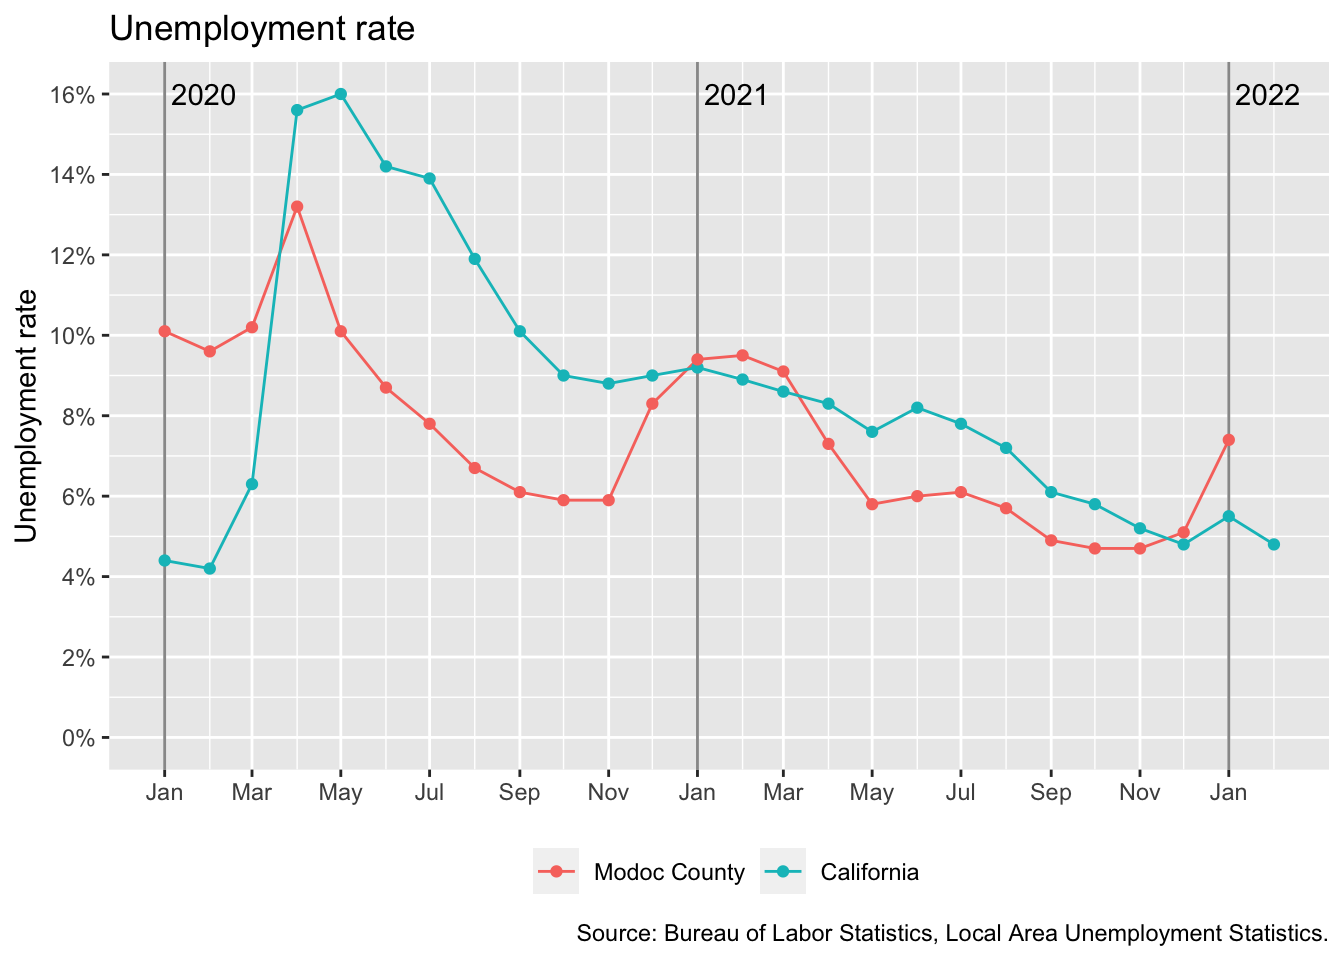 Unemployment rate
2020 2021 2022
Unemployment rate
16%
14%
12%
10%
8%
6%
4%
2%
0%
Jan Mar May Jul Sep Nov Jan Mar May Jul Sep Nov Jan
Modoc County California
Source: Bureau of Labor Statistics, Local Area Unemployment Statistics.